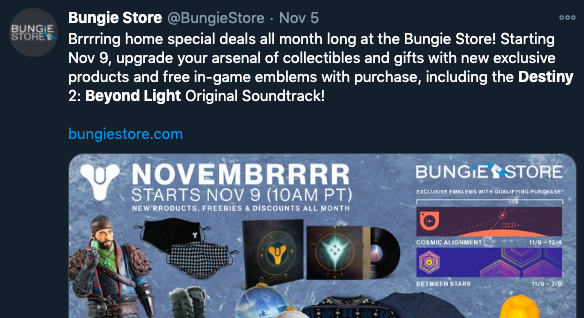 BUNGIE
STORE
Bungie Store @BungieStore · Nov 5
Brrrring home special deals all month long at the Bungie Store! Starting
Nov 9, upgrade your arsenal of collectibles and gifts with new exclusive
products and free in-game emblems with purchase, including the Destiny
2: Beyond Light Original Soundtrack!
bungiestore.com
NOVEMBRRRR
STARTS NOV 9 (10AM PT)
NEW PRODUCTS, FREEBIES & DISCOUNTS ALL MONTH
BUNGIE STORE
EXCLUSIVE EMBLEMS WITH QUALIFYING PURCHASE*
COSMIC ALIGNMENT 11/9 - 12/4
BETWEEN STARS 11/9 - 2/9